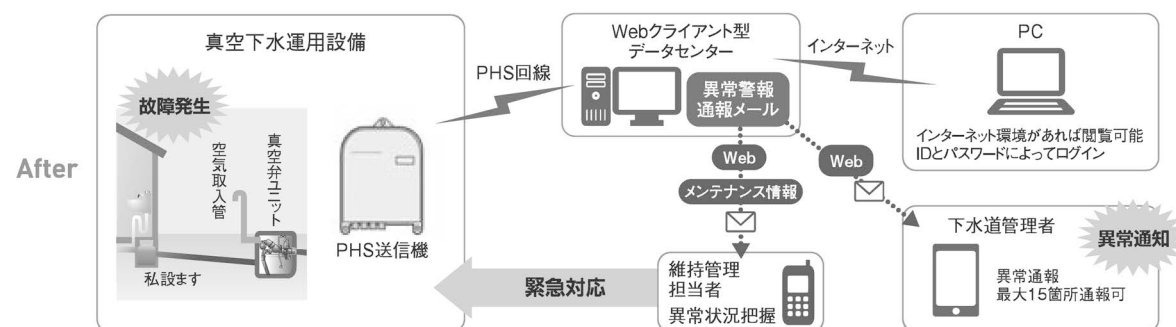 After
真空下水運用設備
故障発生
空気取入管
真空弁ユニット
私設ます
PHS送信機
PHS回線
Webクライアント型
データセンター
異常警報
通報メール
インターネット
PC
インターネット環境があれば閲覧可能
IDとパスワードによってログイン
Web
メンテナンス情報
Web
維持管理
担当者
異常状況把握
緊急対応
下水道管理者
異常通知
異常通報
最大15箇所通報可